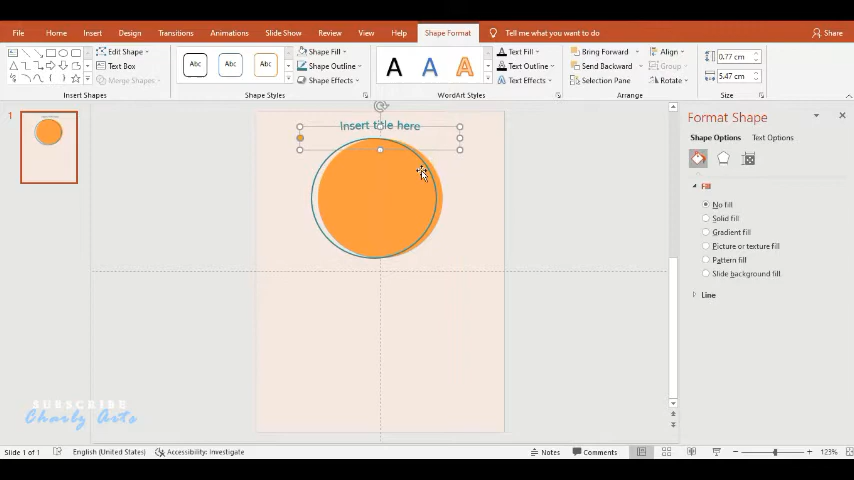 File Home Insert Design Transitions Animations Slide Show Review View Help Shape Format Tell me what you want to do Share
Edit Shape
Text Box
Merge Shapes
Insert Shapes
Abc Abc Abc
Shape Fill
Shape Outline
Shape Effects
Shape Styles
A A A
Text Fill
Text Outline
Text Effects
WordArt Styles
Bring Forward
Send Backward
Selection Pane
Align
Group
Rotate
Arrange
0.77 cm
5.47 cm
Size
1
Insert title here
Format Shape
Shape Options Text Options
Fill
No fill
Solid fill
Gradient fill
Picture or texture fill
Pattern fill
Slide background fill
Line
SUBSCRIBE
Charly Arts
Slide 1 of 1 English (United States) Accessibility: Investigate Notes Comments 123%